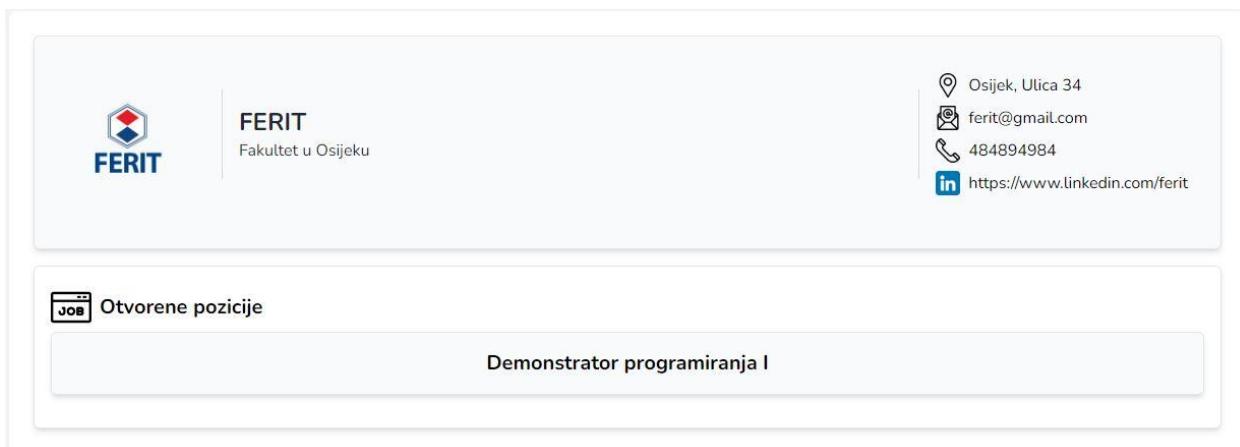 FERIT
FERIT
Fakultet u Osijeku
Osijek, Ulica 34
ferit@gmail.com
484894984
in
https://www.linkedin.com/ferit
JOB
Otvorene pozicije
Demonstrator programiranja I